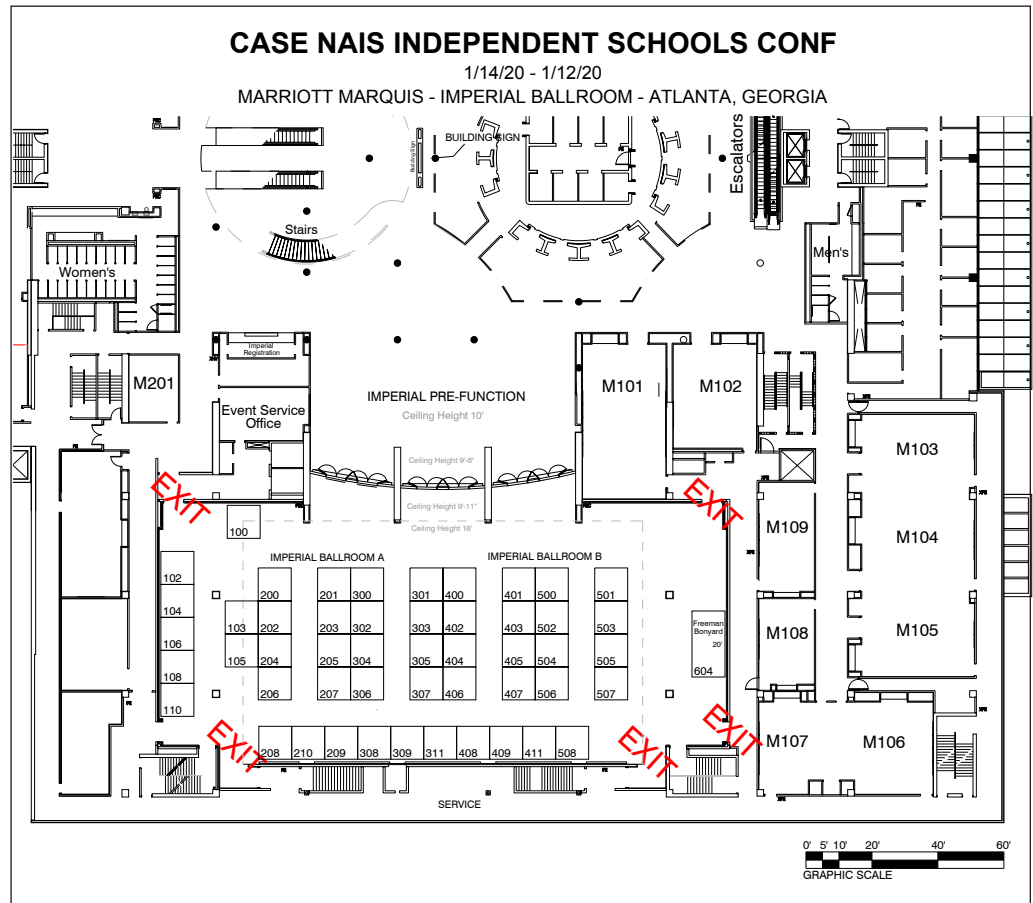 CASE NAIS INDEPENDENT SCHOOLS CONF
1/14/20 - 1/12/20
MARRIOTT MARQUIS - IMPERIAL BALLROOM - ATLANTA, GEORGIA
BUILDING SIGN
Building Sign
Escalators
Stairs
Women's
Men's
Imperial
Registration
M201
Event Service
Office
IMPERIAL PRE-FUNCTION
Ceiling Height 10'
Ceiling Height 9'-6"
Ceiling Height 9'-11"
Ceiling Height 18'
M101
M102
M103
M104
M105
M106
M107
M108
M109
EXIT
EXIT
IMPERIAL BALLROOM A
IMPERIAL BALLROOM B
100
102
104
106
108
110
103
105
200 201 300 301 400 401 500 501
202 203 302 303 402 403 502 503
204 205 304 305 404 405 504 505
206 207 306 307 406 407 506 507
Freeman
Bonyard
20'
604
EXIT
EXIT
EXIT
208 210 209 308 309 311 408 409 411 508
SERVICE
0' 5' 10' 20' 40' 60'
GRAPHIC SCALE